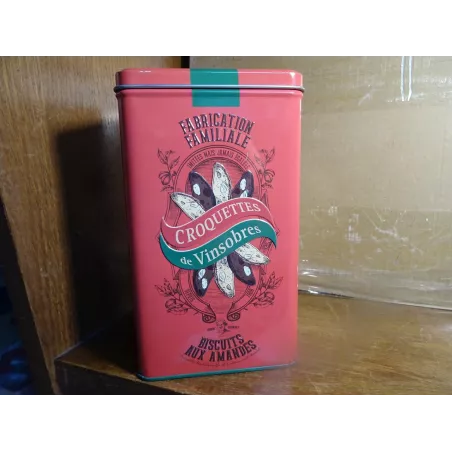 FABRICATION
FAMILIALE
CROQUETTES
de Vinsobres
BISCUITS
AUX AMANDES